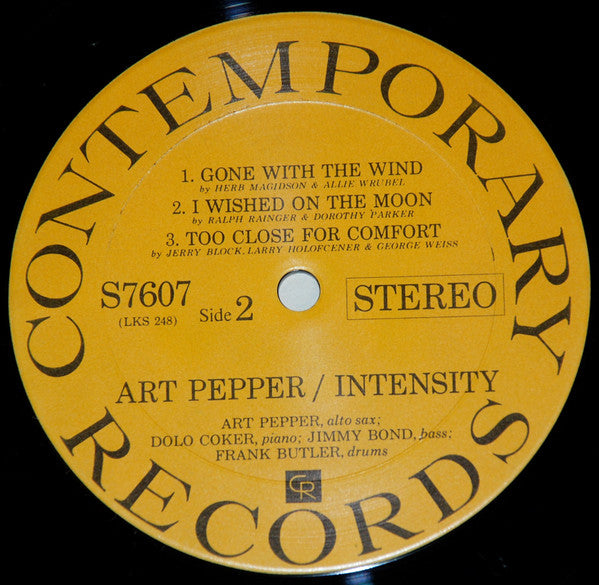 CONTEMPORARY
RECORDS
1. GONE WITH THE WIND
by HERB MAGIDSON & ALLIE WRUBEL
2. I WISHED ON THE MOON
by RALPH RAINGER & DOROTHY PARKER
3. TOO CLOSE FOR COMFORT
by JERRY BLOCK, LARRY HOLOFCENER & GEORGE WEISS
S7607
(LKS 248)
Side 2
STEREO
ART PEPPER / INTENSITY
ART PEPPER, alto sax;
DOLO COKER, piano; JIMMY BOND, bass;
FRANK BUTLER, drums
CR